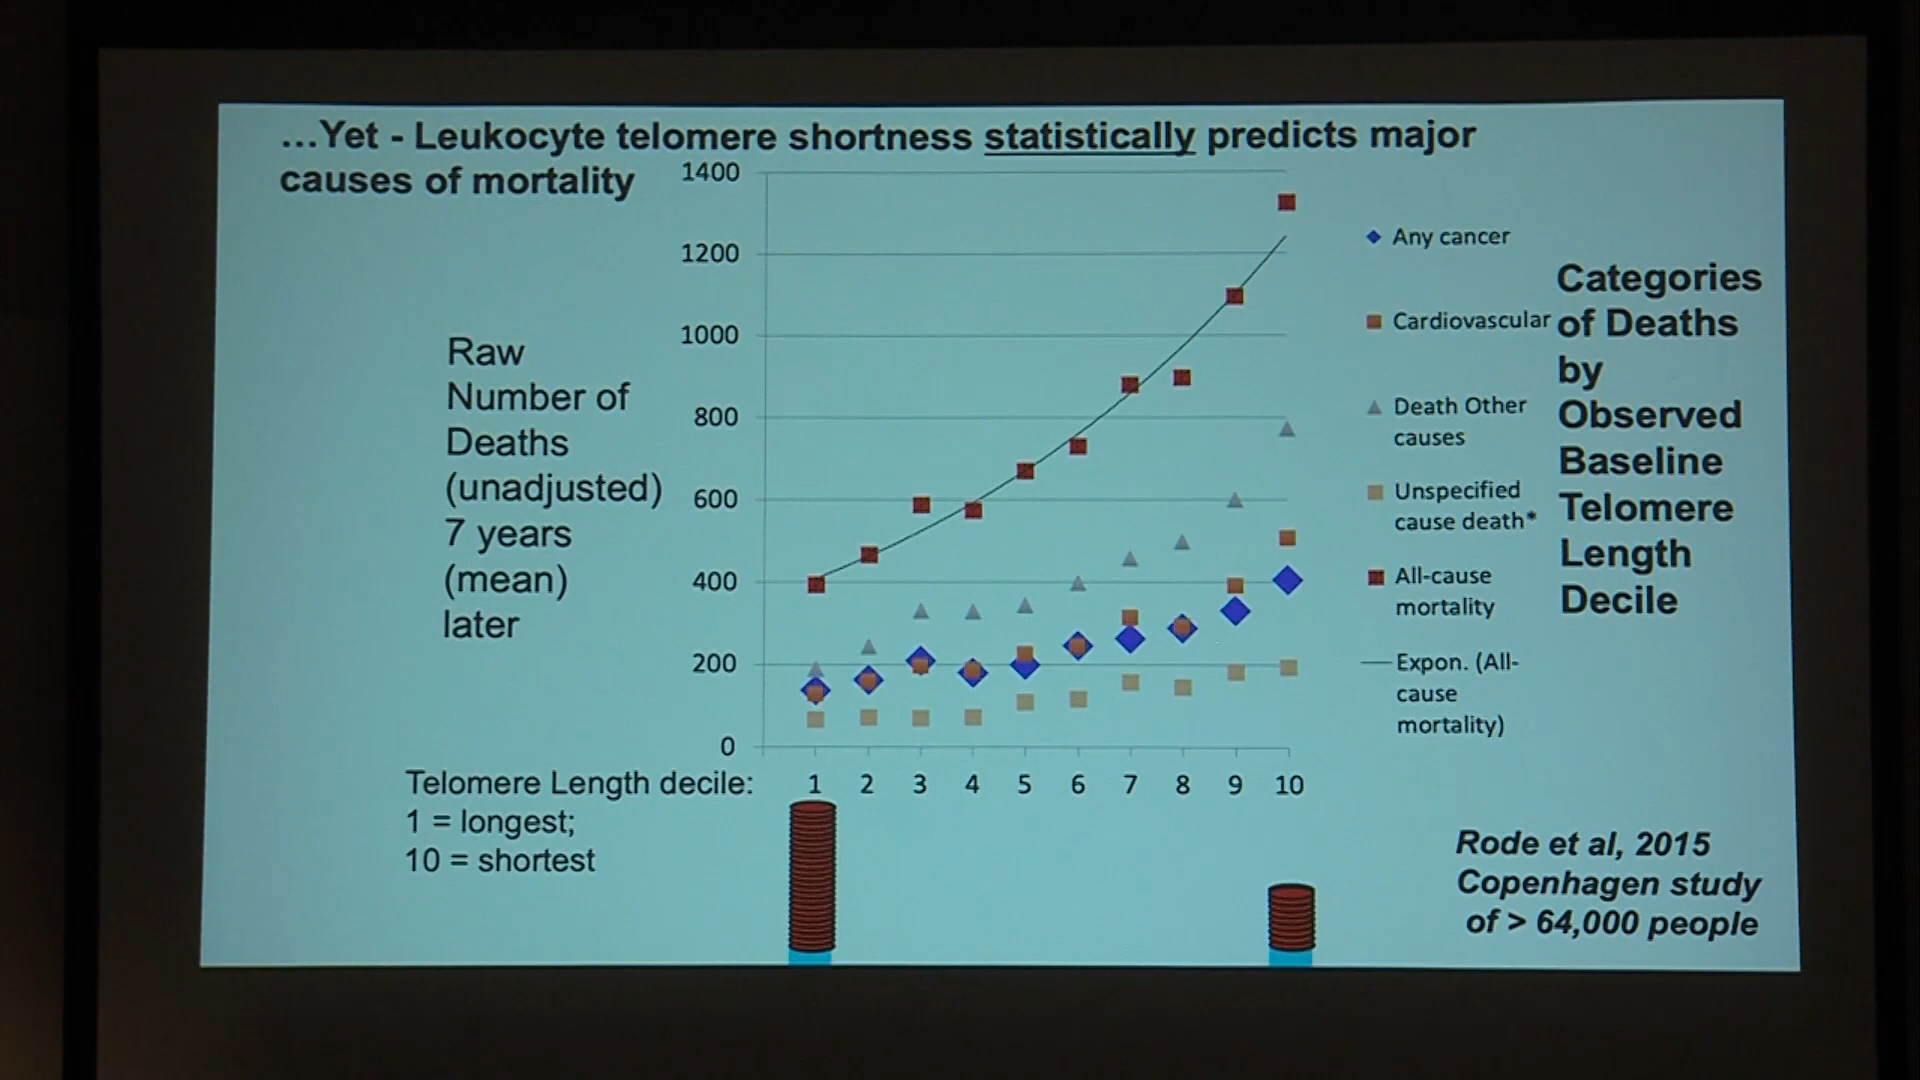 ...Yet - Leukocyte telomere shortness statistically predicts major
causes of mortality
Raw
Number of
Deaths
(unadjusted)
7 years
(mean)
later
1400
1200
1000
800
600
400
200
0
Telomere Length decile: 1 2 3 4 5 6 7 8 9 10
1 = longest;
10 = shortest
Any cancer
Cardiovascular
Death Other
causes
Unspecified
cause death*
All-cause
mortality
Expon. (All-
cause
mortality)
Categories
of Deaths
by
Observed
Baseline
Telomere
Length
Decile
Rode et al, 2015
Copenhagen study
of > 64,000 people